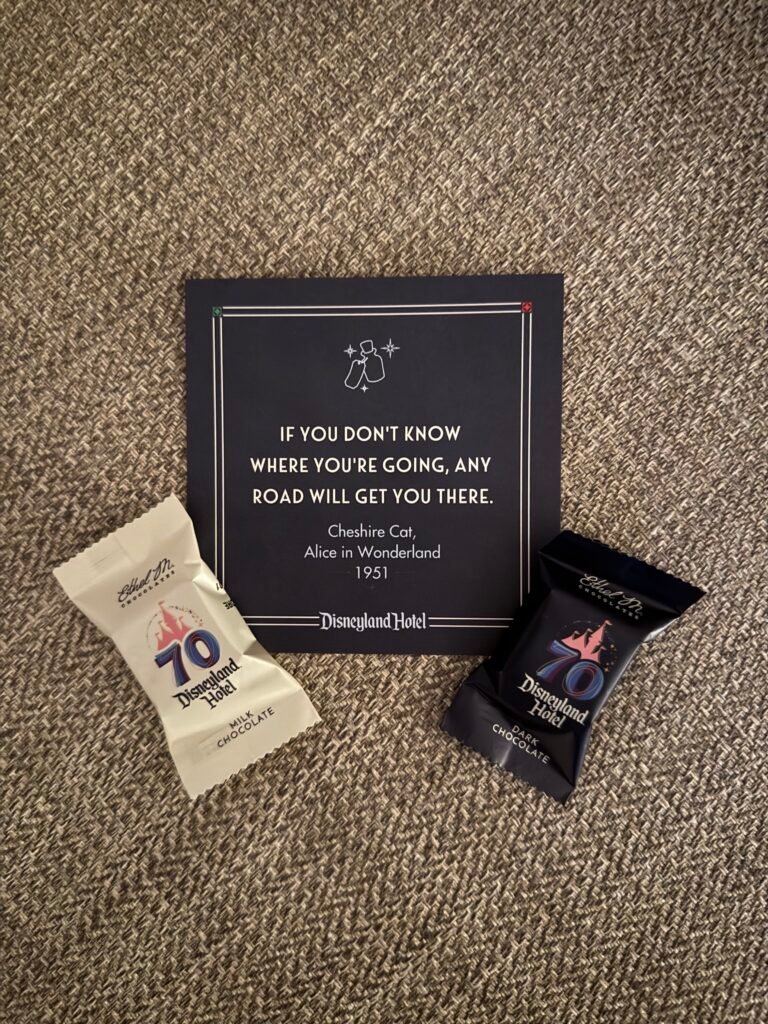 IF YOU DON'T KNOW
WHERE YOU'RE GOING, ANY
ROAD WILL GET YOU THERE.
Cheshire Cat,
Alice in Wonderland
1951
Disneyland Hotel
Ethel M.
CHOCOLATES
70
Disneyland
Hotel
MILK
CHOCOLATE
Ethel M.
CHOCOLATES
70
Disneyland
Hotel
DARK
CHOCOLATE